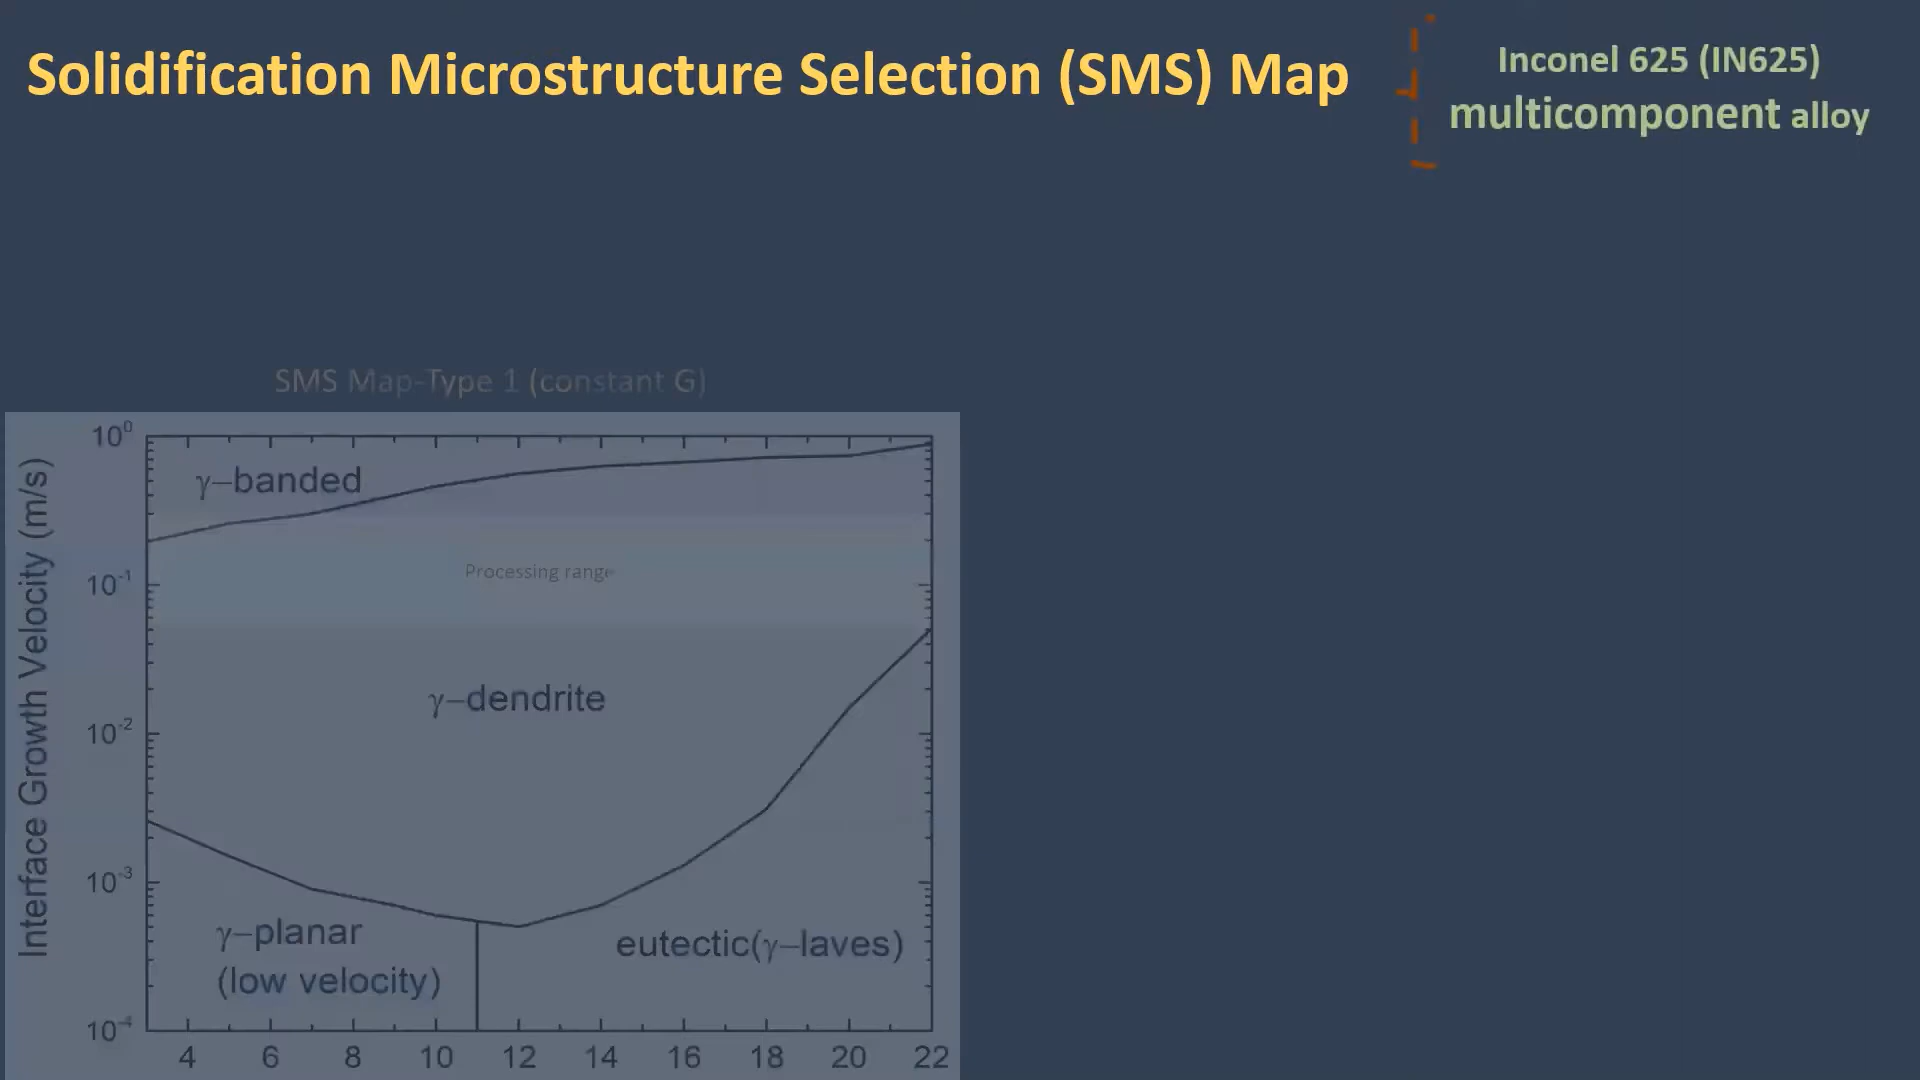 Solidification Microstructure Selection (SMS) Map
Inconel 625 (IN625)
multicomponent alloy
SMS Map-Type 1 (constant G)
Interface Growth Velocity (m/s)
10⁰
10⁻¹
10⁻²
10⁻³
10⁻⁴
γ–banded
Processing range
γ–dendrite
γ–planar
(low velocity)
eutectic(γ–laves)
4 6 8 10 12 14 16 18 20 22